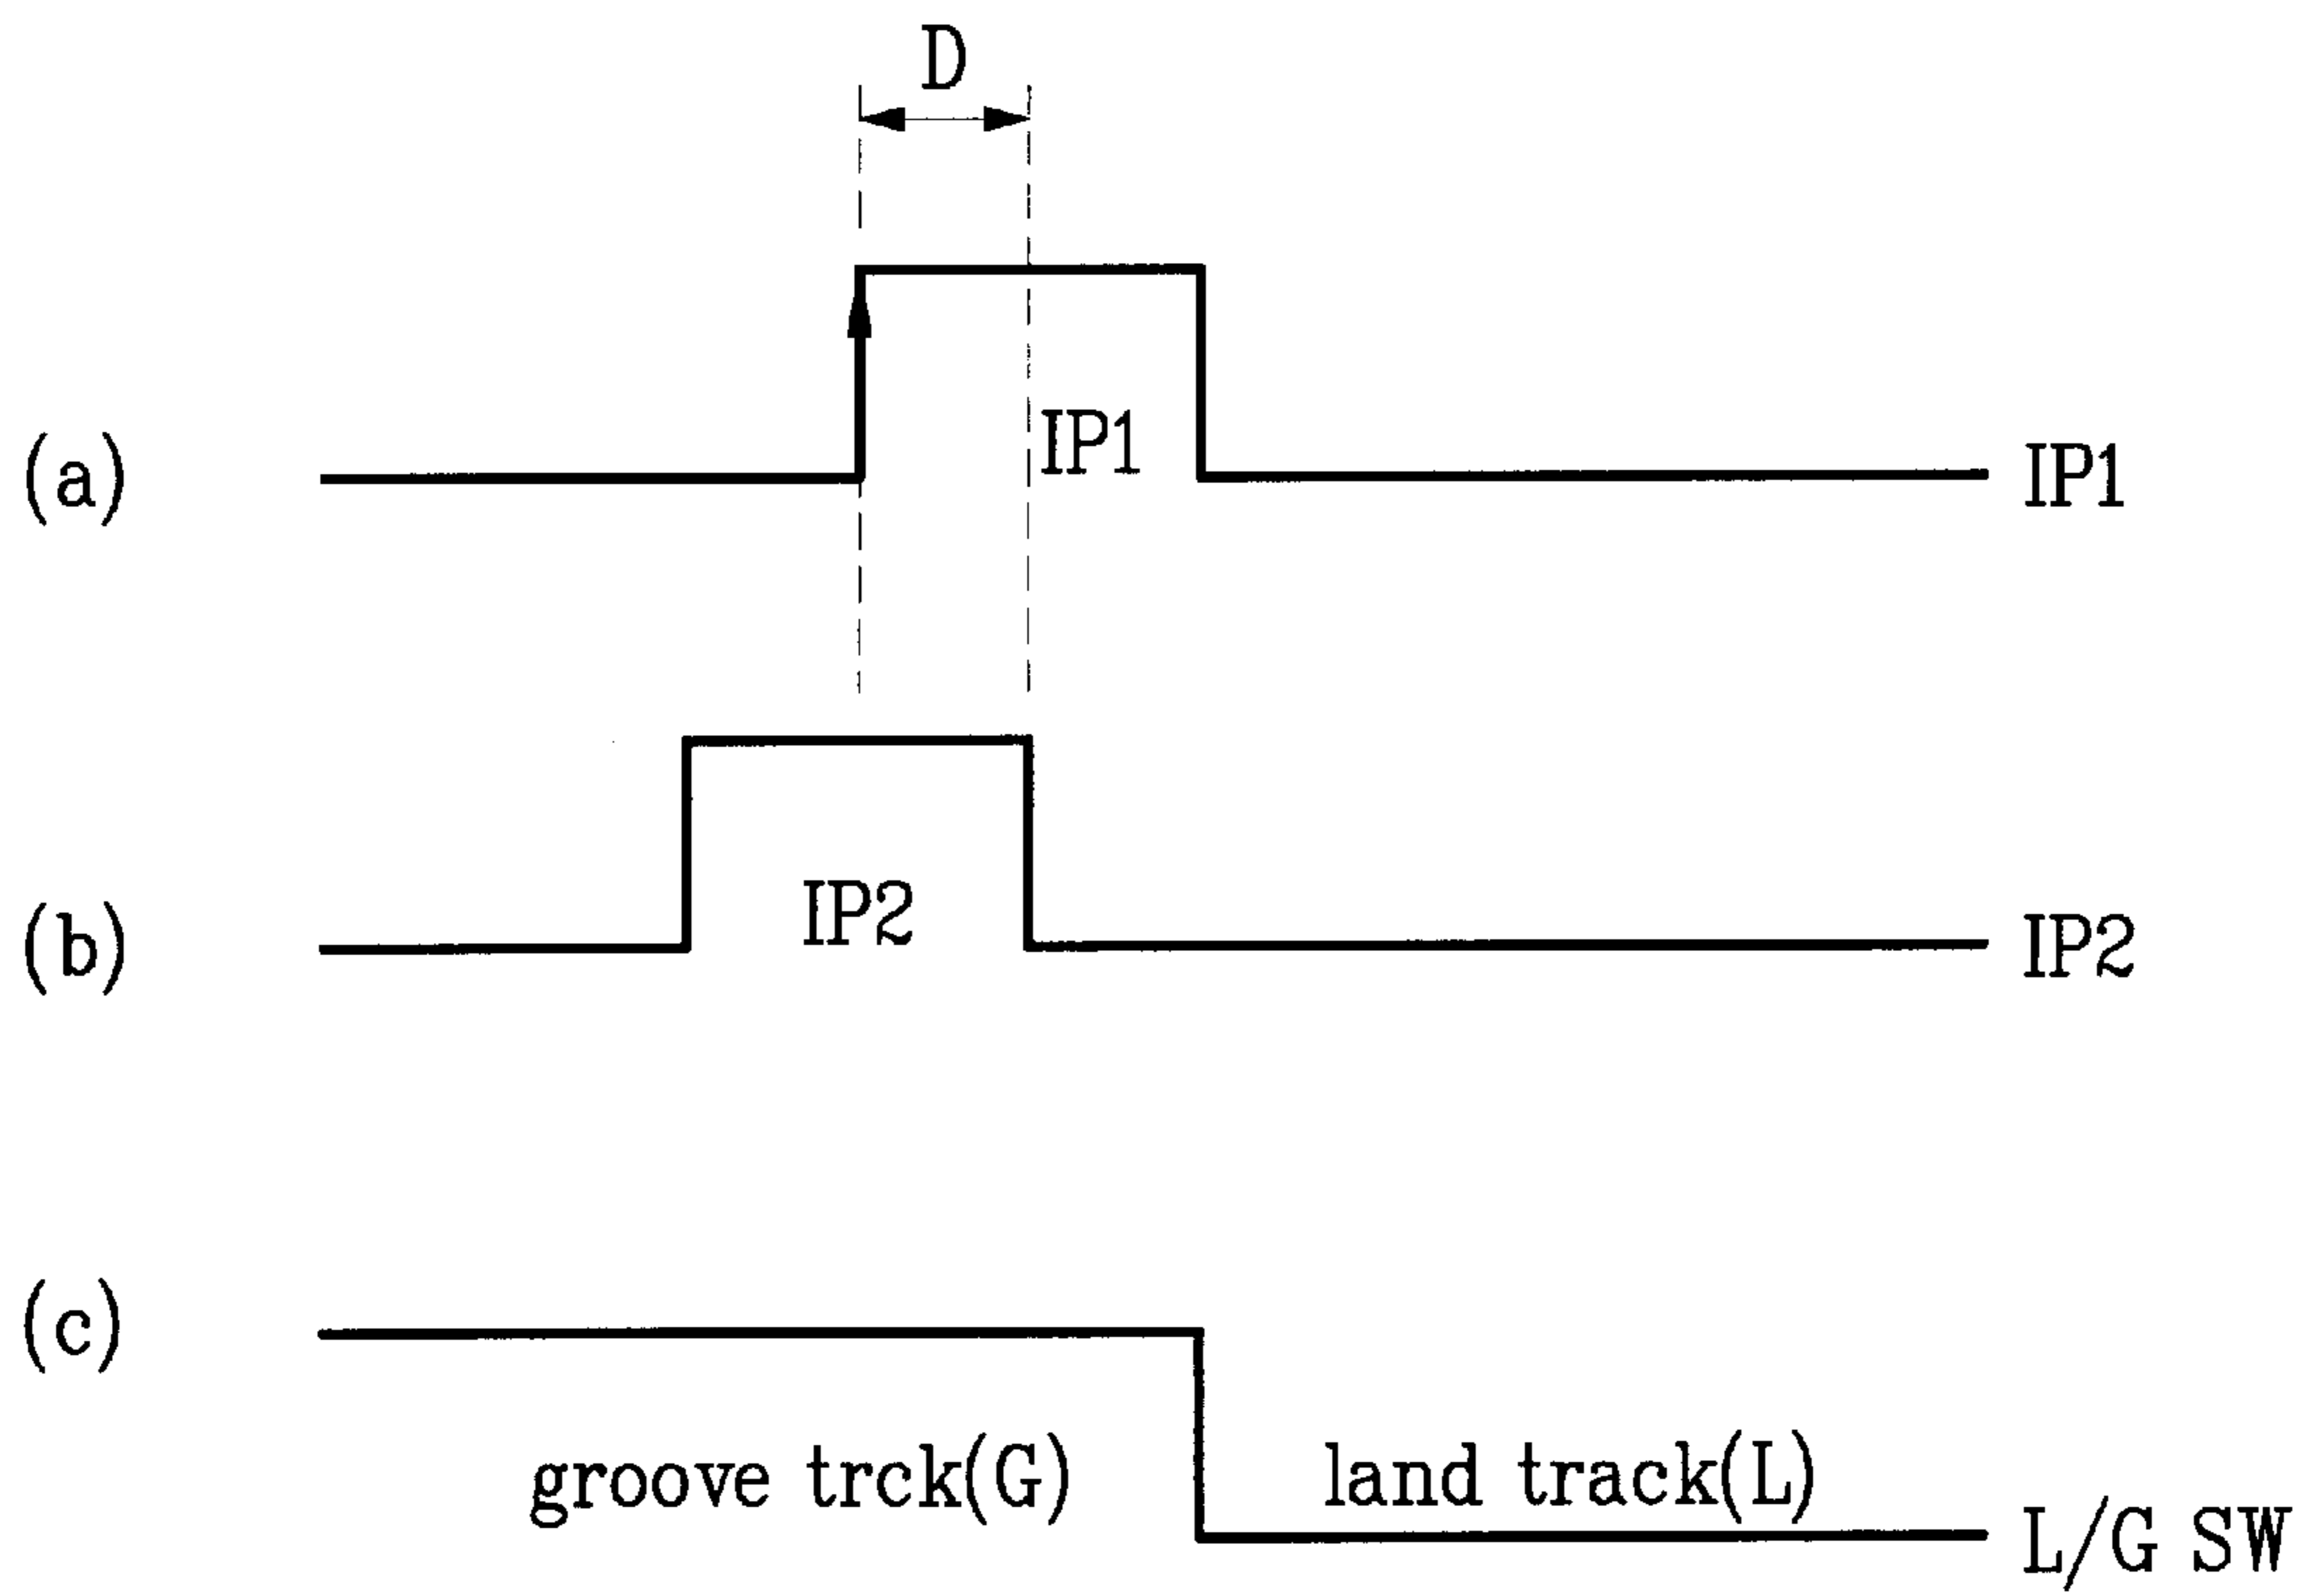 D
IP1
(a) IP1
IP2
(b) IP2
(c)
groove trck(G) land track(L)
L/G SW